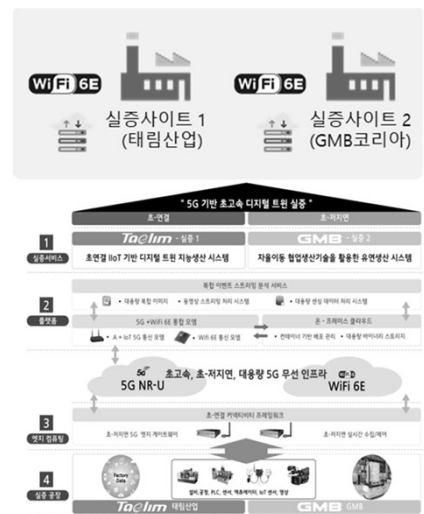 WiFi 6E
실증사이트 1
(태림산업)
WiFi 6E
실증사이트 2
(GMB코리아)
" 5G 기반 초고속 디지털 트윈 실증 "
초-연결
초-저지연
1
실증서비스
Taelim - 실증 1
GMB - 실증 2
초연결 IIoT 기반 디지털 트윈 지능생산 시스템
자율이동 협업생산기술을 활용한 유연생산 시스템
2
플랫폼
복합 이벤트 스트리밍 분석 서비스
• 대용량 복합 이미지
• 동영상 스트리밍 처리 시스템
• 대용량 센싱 데이터 처리 시스템
5G +WiFi 6E 통합 모뎀
온 - 프레미스 클라우드
• A + IoT 5G 통신 모뎀
• Wifi 6E 통신 모뎀
• 컨테이너 기반 배포 관리
• 대용량 바이너리 스토리지
초고속, 초-저지연, 대용량 5G 무선 인프라
5G NR-U
WiFi 6E
3
엣지 컴퓨팅
초-연결 커넥티비티 프레임워크
초-저지연 5G 엣지 게이트웨이
초-저지연 실시간 수집/제어
4
실증 공장
Factory Data
설비,공정, PLC, 센서, 액츄에이터, IoT 센서, 영상
Taelim 태림산업
GMB GMB